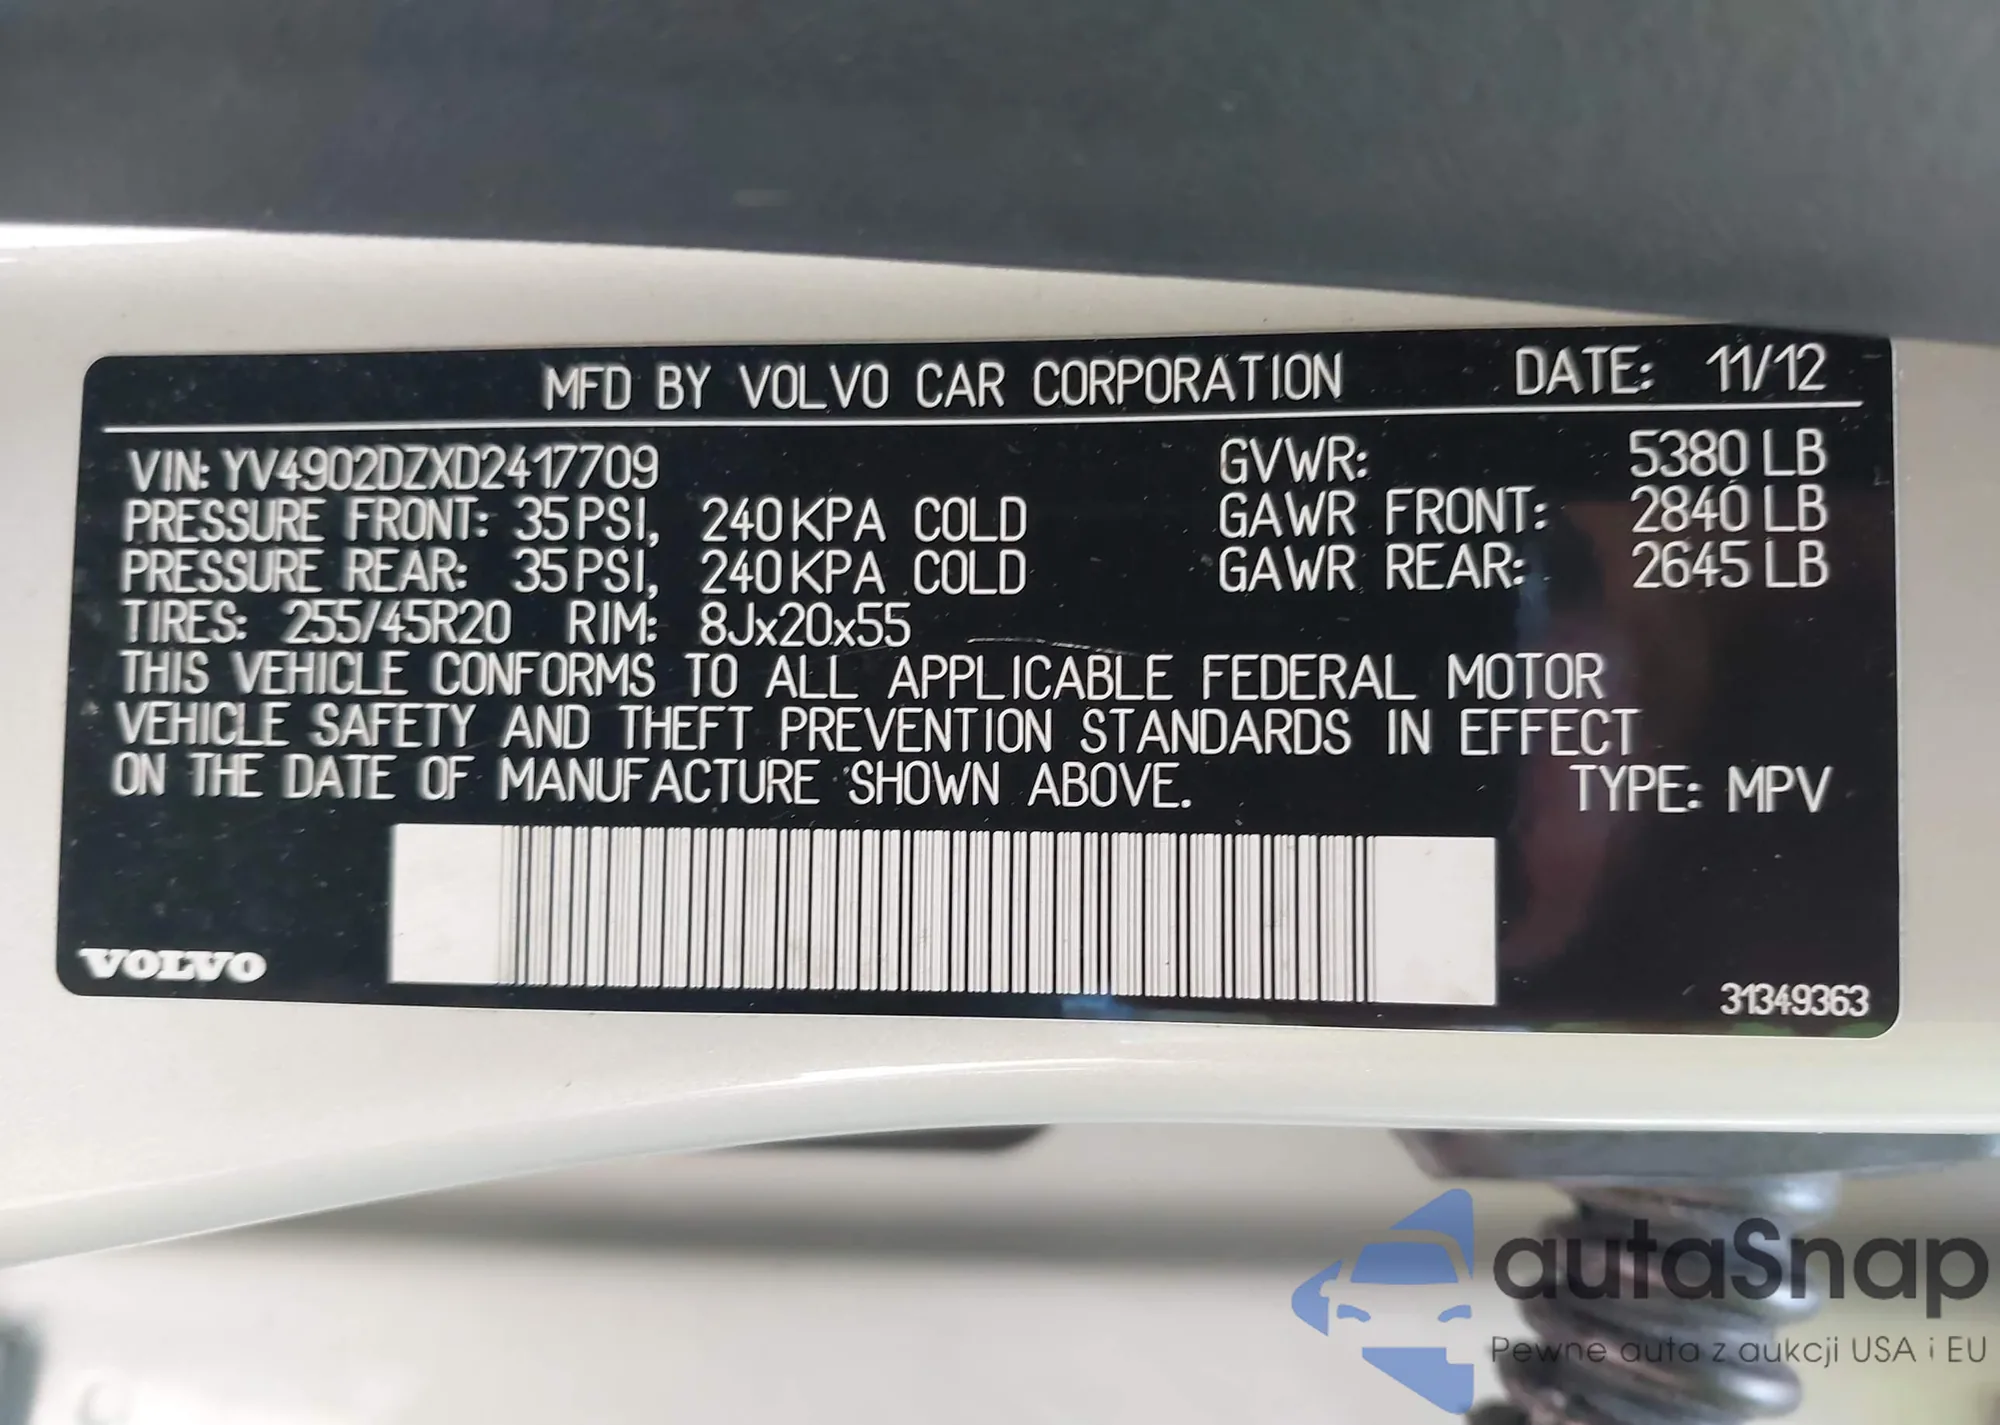 MFD BY VOLVO CAR CORPORATION DATE: 11/12
VIN: YV4902DZXD2417709 GVWR: 5380 LB
PRESSURE FRONT: 35 PSI, 240 KPA COLD GAWR FRONT: 2840 LB
PRESSURE REAR: 35 PSI, 240 KPA COLD GAWR REAR: 2645 LB
TIRES: 255/45R20 RIM: 8Jx20x55
THIS VEHICLE CONFORMS TO ALL APPLICABLE FEDERAL MOTOR
VEHICLE SAFETY AND THEFT PREVENTION STANDARDS IN EFFECT
ON THE DATE OF MANUFACTURE SHOWN ABOVE. TYPE: MPV
VOLVO
31349363
autaSnap
Pewne auta z aukcji USA i EU